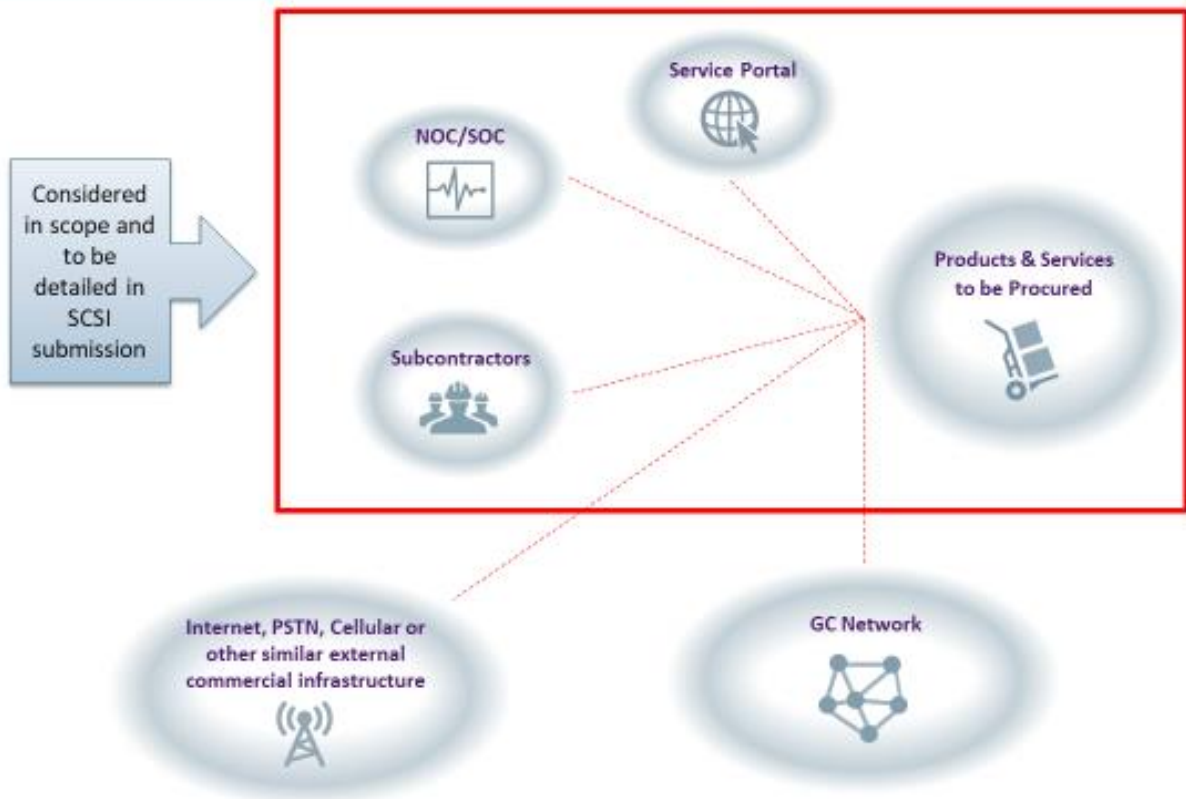 Service Portal
NOC/SOC
Considered
in scope and
to be
detailed in
SCSI
submission
Products & Services
to be Procured
Subcontractors
Internet, PSTN, Cellular or
other similar external
commercial infrastructure
GC Network